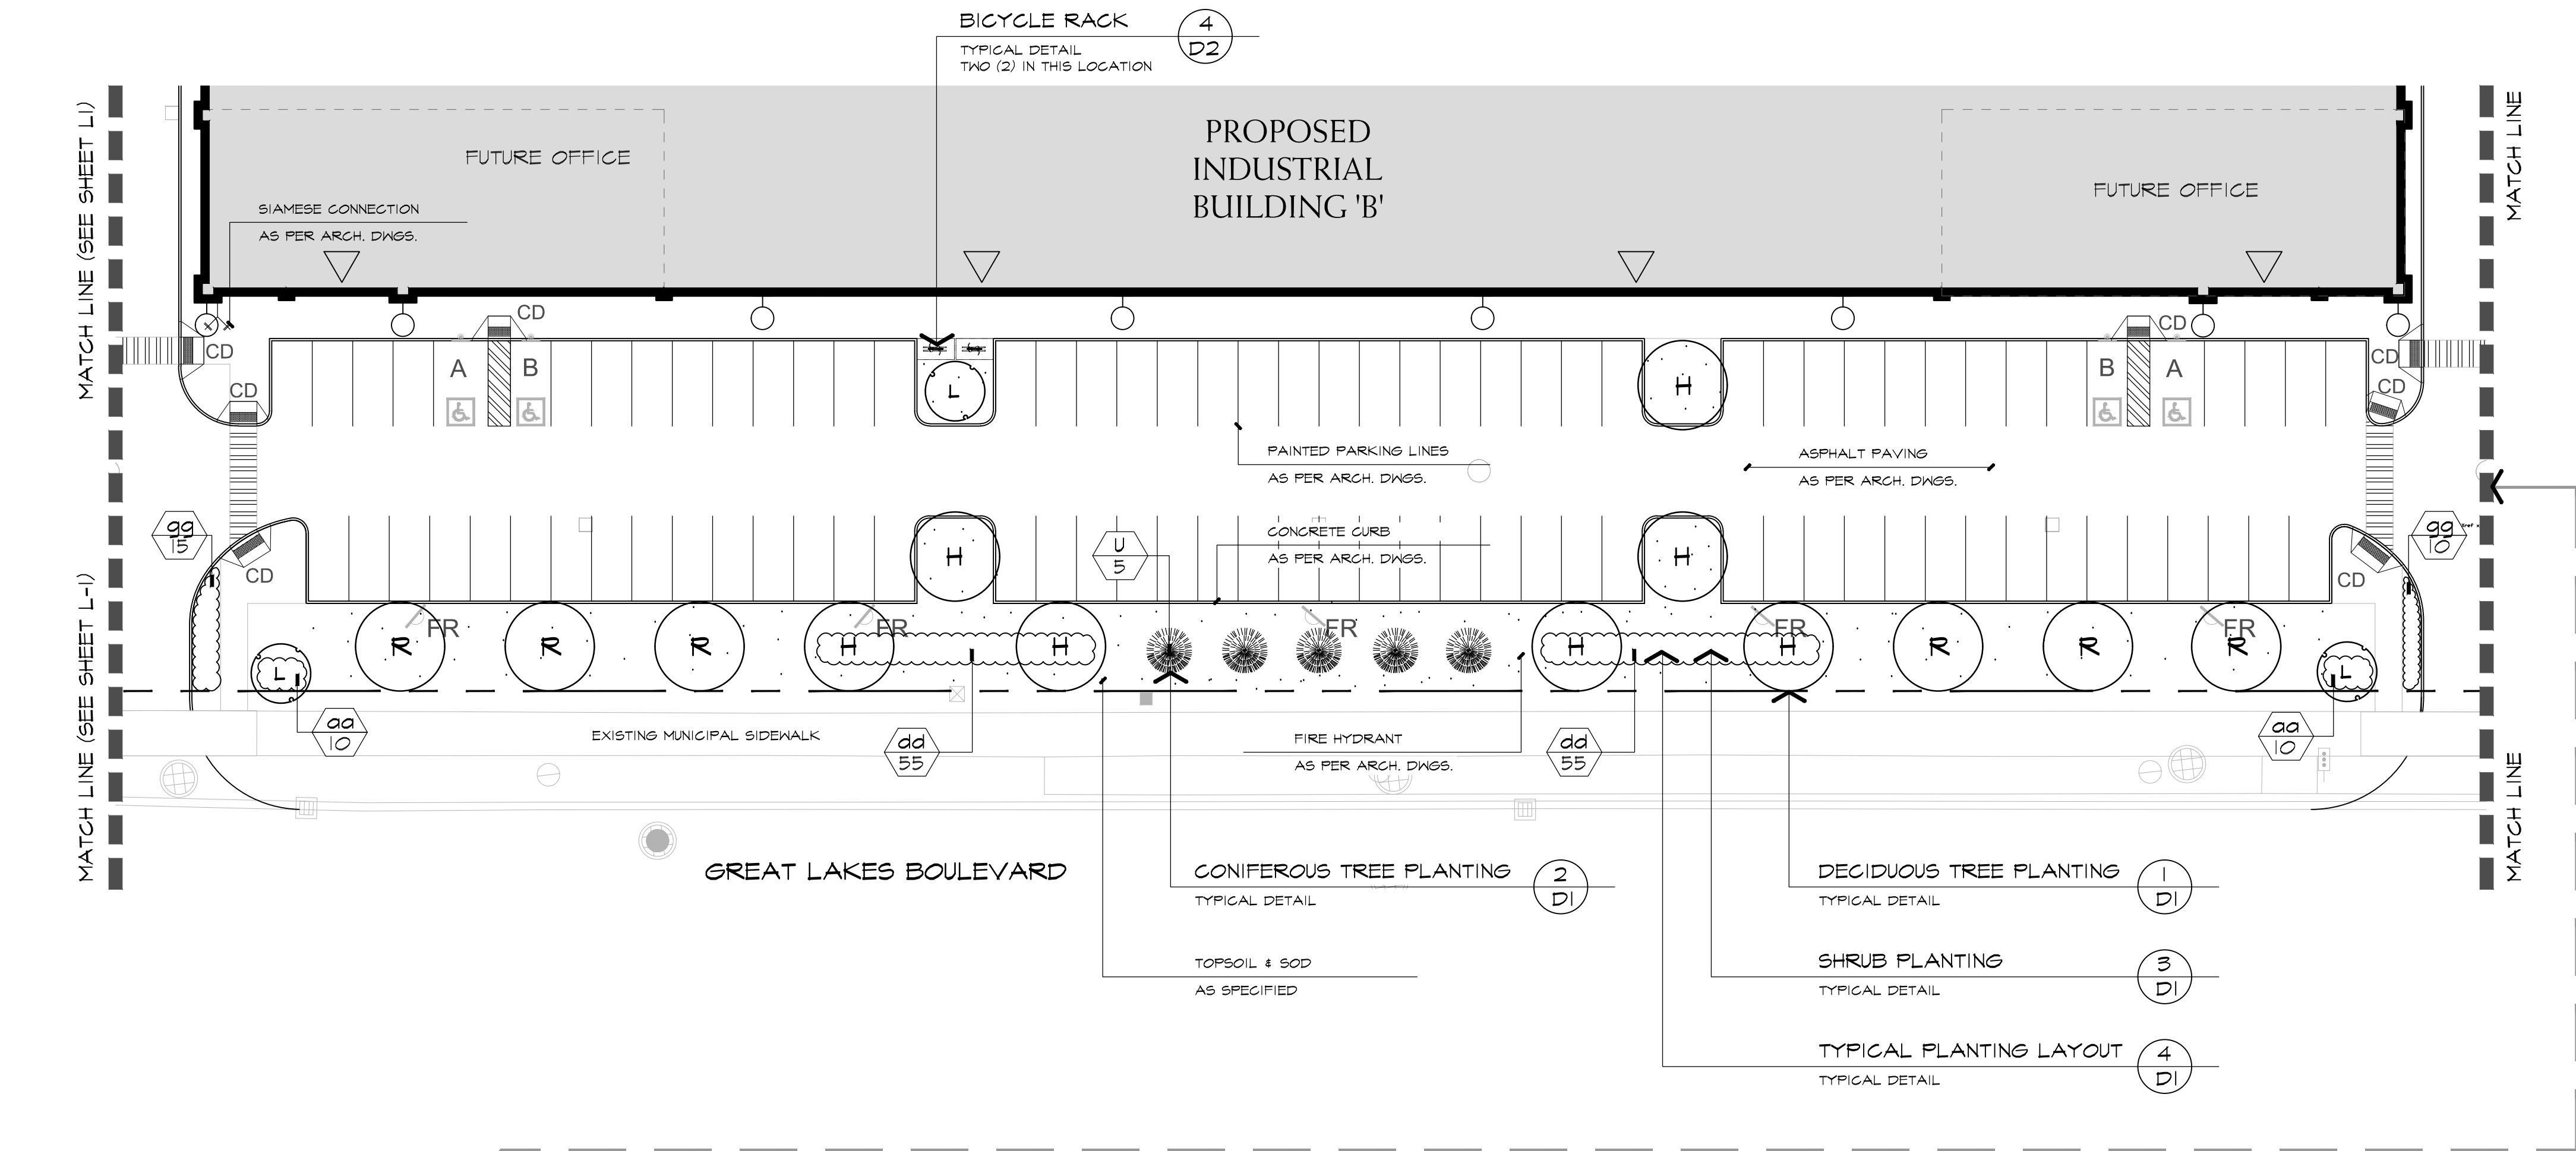 BICYCLE RACK
4
D2
TYPICAL DETAIL
TWO (2) IN THIS LOCATION
MATCH LINE (SEE SHEET L1)
MATCH LINE
PROPOSED
INDUSTRIAL
BUILDING 'B'
FUTURE OFFICE
FUTURE OFFICE
SIAMESE CONNECTION
AS PER ARCH. DWGS.
CD
CD
CD
CD
CD
CD
A
B
L
H
B
A
PAINTED PARKING LINES
AS PER ARCH. DWGS.
ASPHALT PAVING
AS PER ARCH. DWGS.
gg
15
CD
H
U
5
CONCRETE CURB
AS PER ARCH. DWGS.
H
CD
gg
10
MATCH LINE (SEE SHEET L-1)
MATCH LINE
FR
FR
FR
FR
FR
L
R
R
R
H
H
H
H
R
R
R
L
aa
10
EXISTING MUNICIPAL SIDEWALK
dd
55
FIRE HYDRANT
AS PER ARCH. DWGS.
dd
55
aa
10
GREAT LAKES BOULEVARD
CONIFEROUS TREE PLANTING
2
D1
TYPICAL DETAIL
DECIDUOUS TREE PLANTING
1
D1
TYPICAL DETAIL
TOPSOIL & SOD
AS SPECIFIED
SHRUB PLANTING
3
D1
TYPICAL DETAIL
TYPICAL PLANTING LAYOUT
4
D1
TYPICAL DETAIL